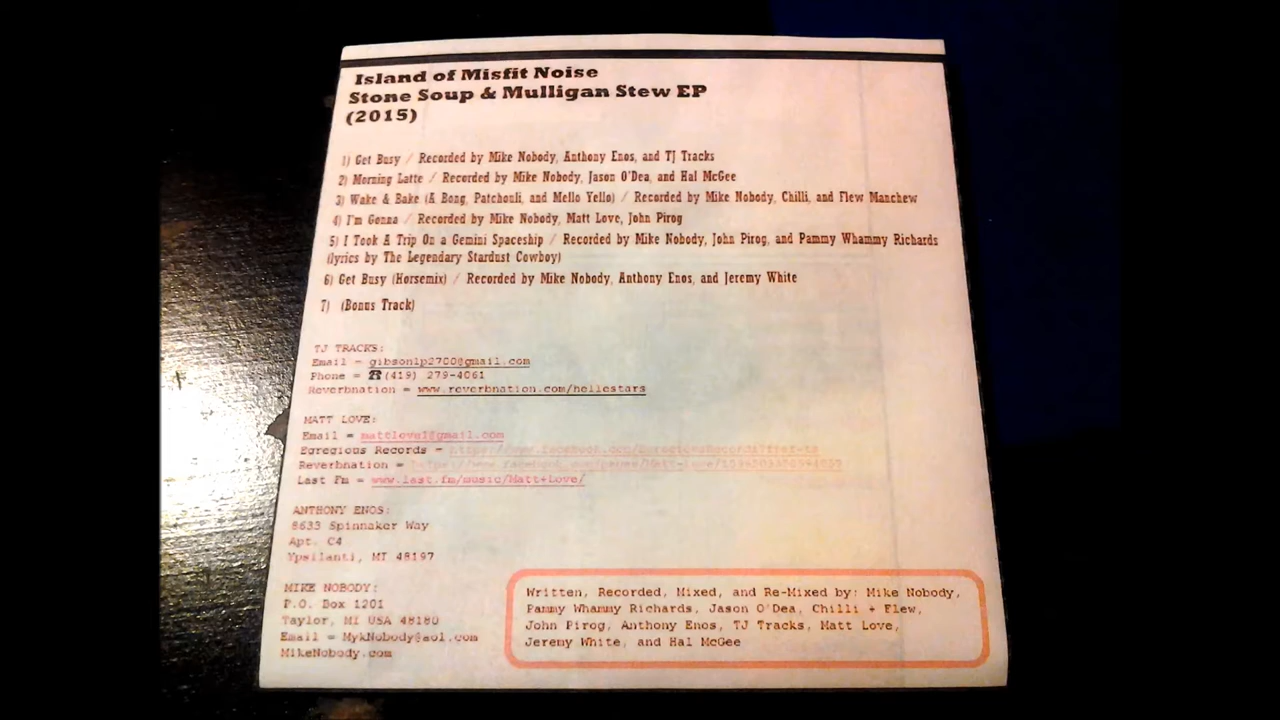 Island of Misfit Noise
Stone Soup & Mulligan Stew EP
(2015)
1) Get Busy / Recorded by Mike Nobody, Anthony Enos, and TJ Tracks
2) Morning Latte / Recorded by Mike Nobody, Jason O'Dea, and Hal McGee
3) Wake & Bake (A Bong, Patchouli, and Mello Yello) / Recorded by Mike Nobody, Chilli, and Flew Manchew
4) I'm Gonna / Recorded by Mike Nobody, Matt Love, John Pirog
5) I Took A Trip On a Gemini Spaceship / Recorded by Mike Nobody, John Pirog, and Pammy Whammy Richards
(lyrics by The Legendary Stardust Cowboy)
6) Get Busy (Horsemix) / Recorded by Mike Nobody, Anthony Enos, and Jeremy White
7) (Bonus Track)
TJ TRACKS:
Email = gibsonlp2700@gmail.com
Phone = ☎(419) 279-4061
Reverbnation = www.reverbnation.com/hellostars
MATT LOVE:
Email = mattlove1@gmail.com
Egregious Records =
Reverbnation =
Last Fm = www.last.fm/music/Matt+Love/
ANTHONY ENOS:
8633 Spinnaker Way
Apt. C4
Ypsilanti, MI 48197
MIKE NOBODY:
P.O. Box 1201
Taylor, MI USA 48180
Email = MykNobody@aol.com
MikeNobody.com
Written, Recorded, Mixed, and Re-Mixed by: Mike Nobody,
Pammy Whammy Richards, Jason O'Dea, Chilli + Flew,
John Pirog, Anthony Enos, TJ Tracks, Matt Love,
Jeremy White, and Hal McGee